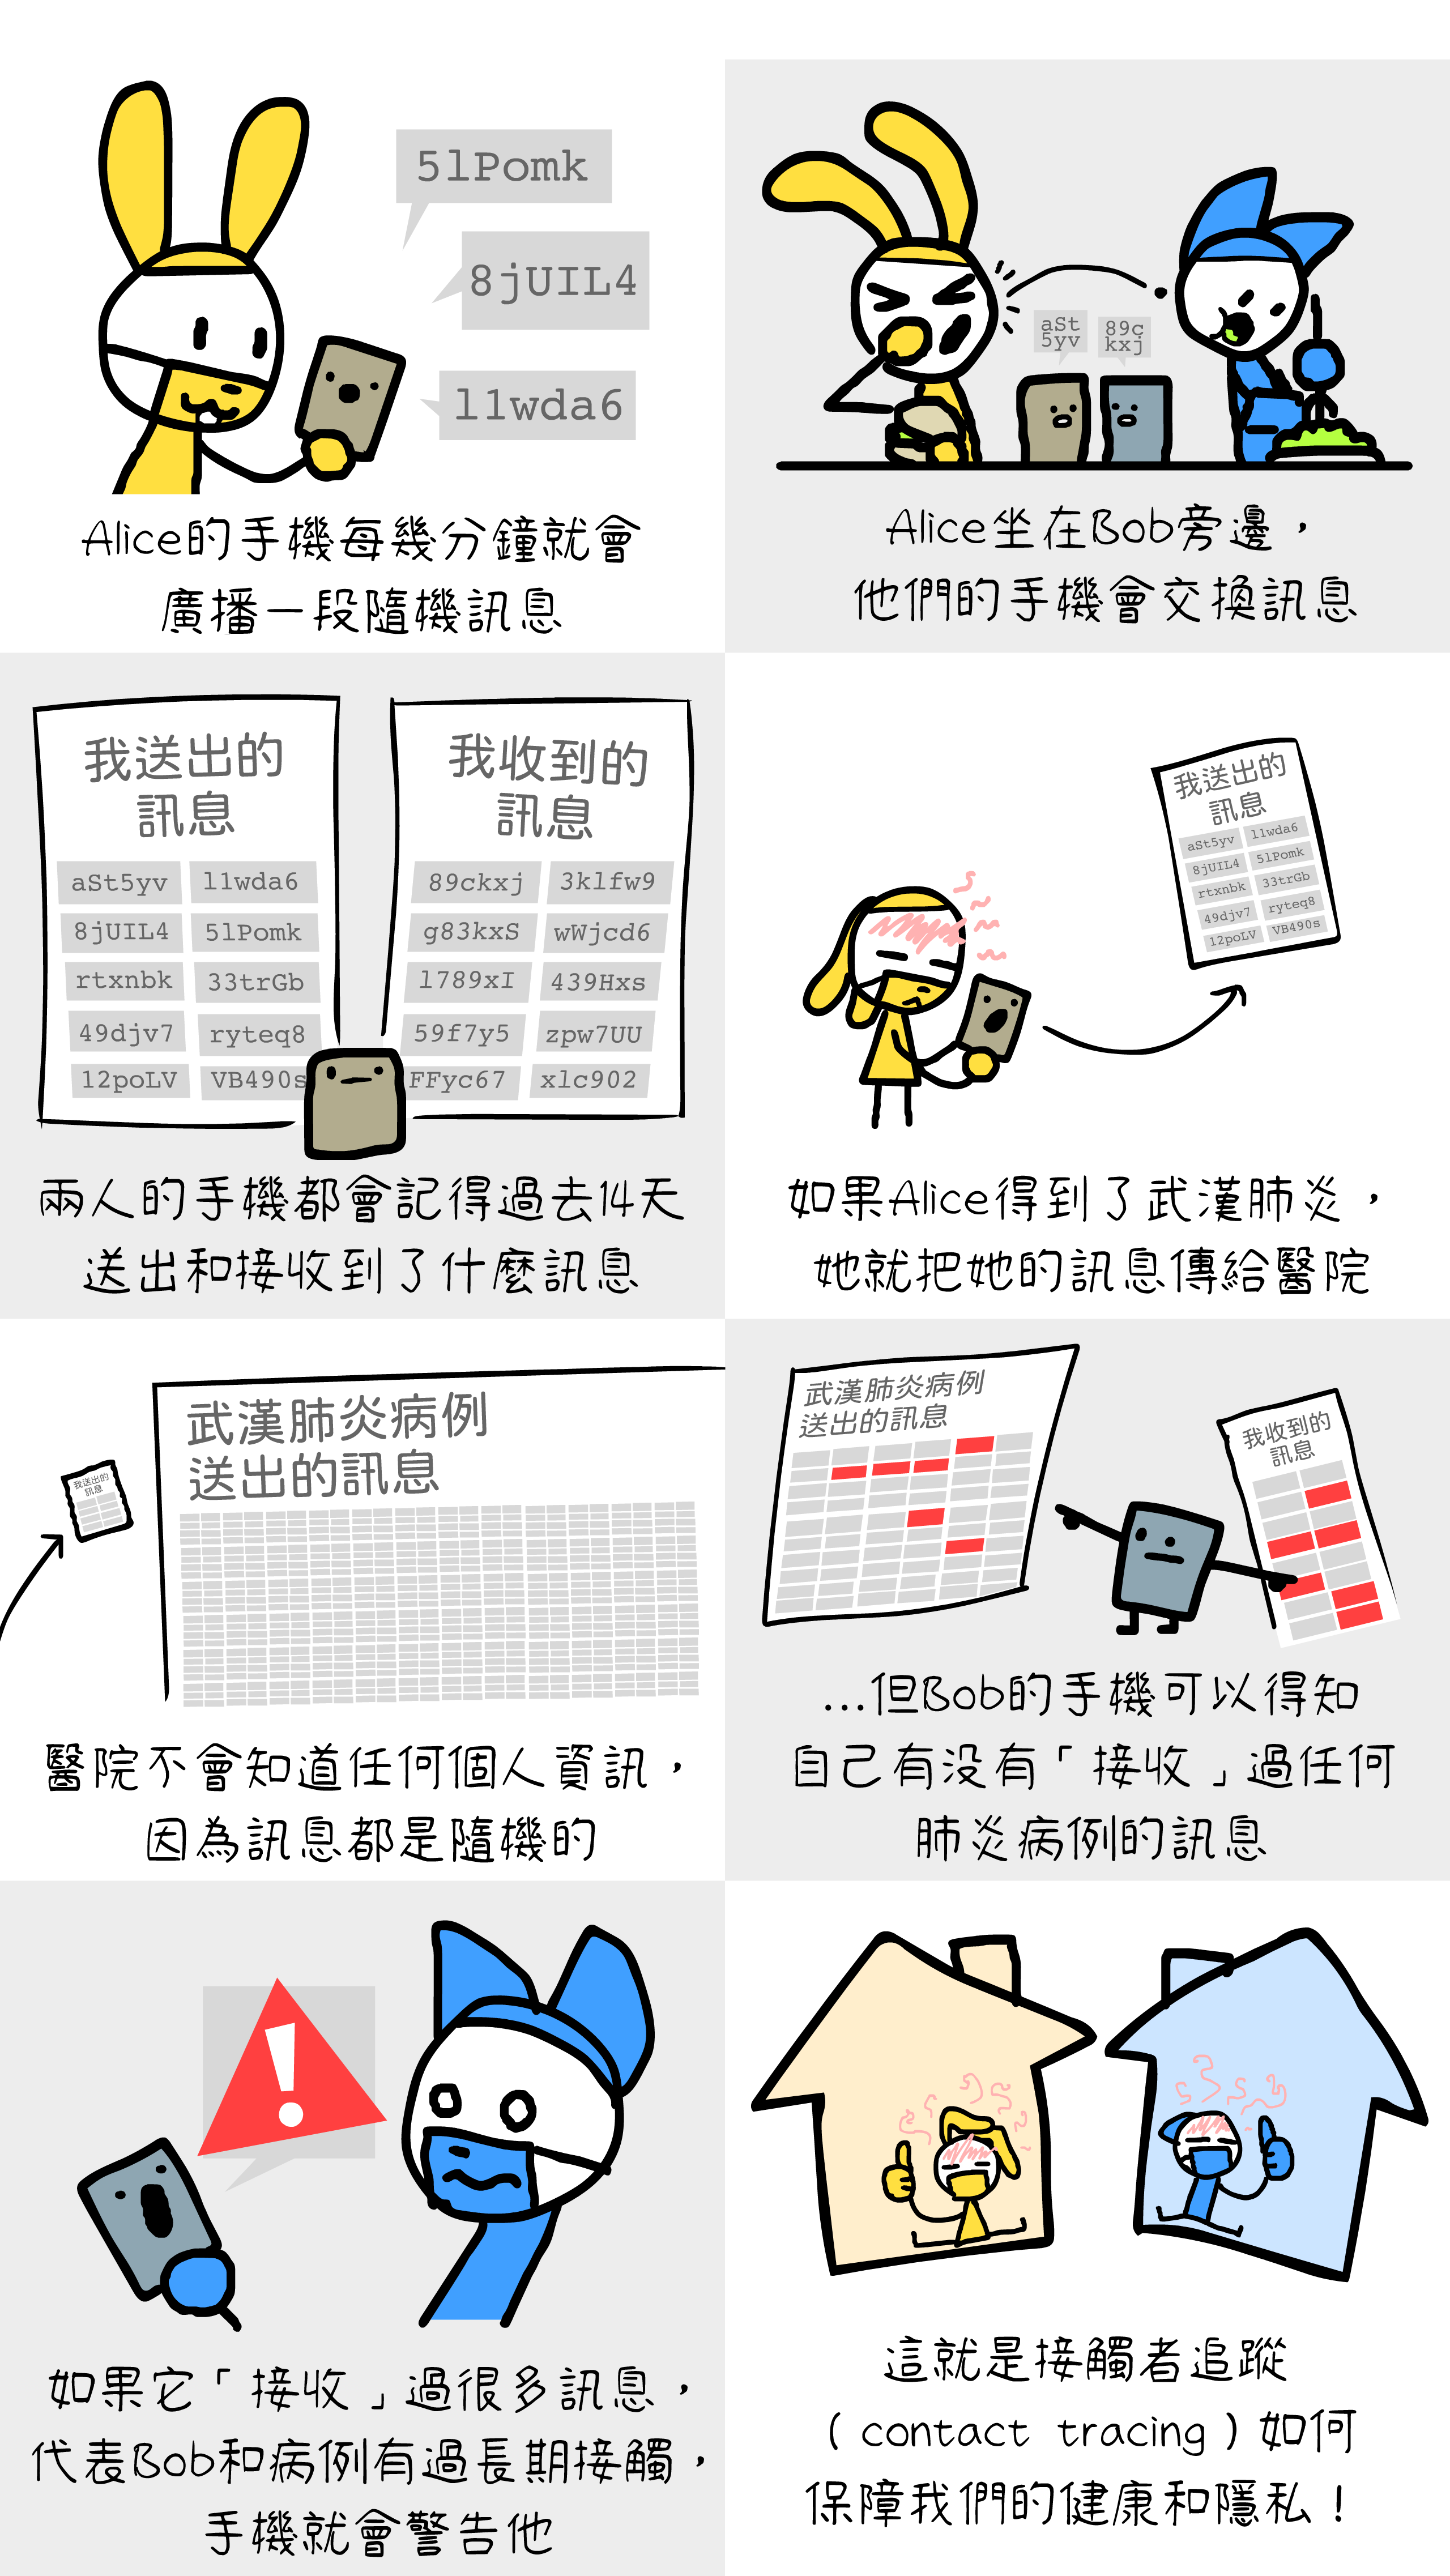 51Pomk
8jUIL4
l1wda6
Alice的手機每幾分鐘就會
廣播一段隨機訊息
aSt
5yv
89c
kxj
Alice坐在Bob旁邊，
他們的手機會交換訊息
我送出的
訊息
aSt5yv l1wda6
8jUIL4 51Pomk
rtxnbk 33trGb
49djv7 ryteq8
12poLV VB490s
我收到的
訊息
89ckxj 3klfw9
g83kxS wWjcd6
l789xI 439Hxs
59f7y5 zpw7UU
FFyc67 xlc902
兩人的手機都會記得過去14天
送出和接收到了什麼訊息
我送出的
訊息
aSt5yv l1wda6
8jUIL4 51Pomk
rtxnbk 33trGb
49djv7 ryteq8
12poLV VB490s
如果Alice得到了武漢肺炎，
她就把她的訊息傳給醫院
我送出的
訊息
武漢肺炎病例
送出的訊息
醫院不會知道任何個人資訊，
因為訊息都是隨機的
武漢肺炎病例
送出的訊息
我收到的
訊息
...但Bob的手機可以得知
自己有没有「接收」過任何
肺炎病例的訊息
!
如果它「接收」過很多訊息，
代表Bob和病例有過長期接觸，
手機就會警告他
這就是接觸者追蹤
（contact tracing）如何
保障我們的健康和隱私！